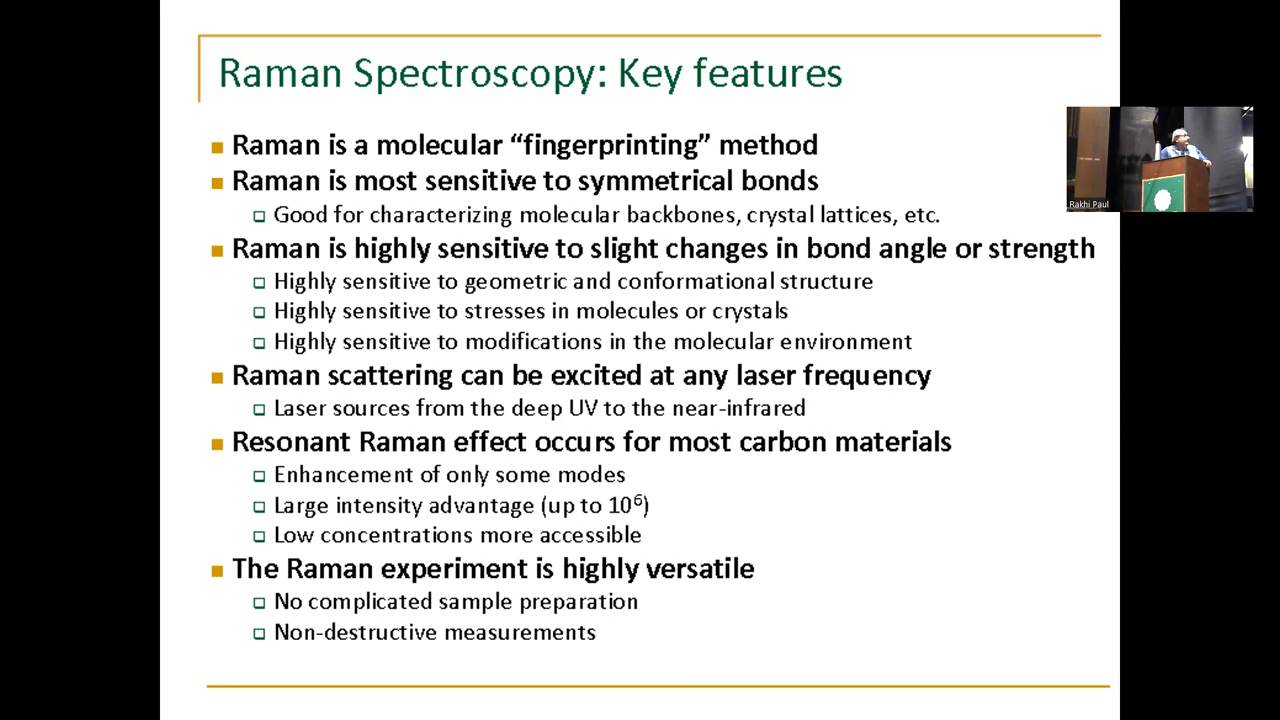 Raman Spectroscopy: Key features
Raman is a molecular “fingerprinting” method
Raman is most sensitive to symmetrical bonds
Good for characterizing molecular backbones, crystal lattices, etc.
Raman is highly sensitive to slight changes in bond angle or strength
Highly sensitive to geometric and conformational structure
Highly sensitive to stresses in molecules or crystals
Highly sensitive to modifications in the molecular environment
Raman scattering can be excited at any laser frequency
Laser sources from the deep UV to the near-infrared
Resonant Raman effect occurs for most carbon materials
Enhancement of only some modes
Large intensity advantage (up to 10⁶)
Low concentrations more accessible
The Raman experiment is highly versatile
No complicated sample preparation
Non-destructive measurements
Rakhi Paul